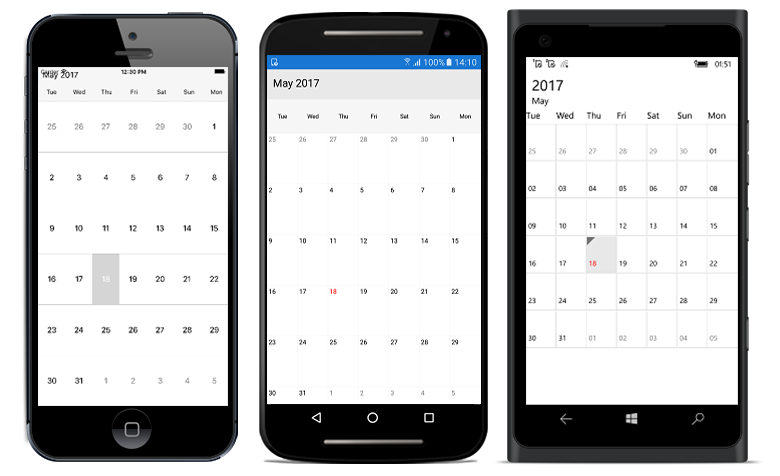 Carrier 12:30 PM
May 2017
Tue Wed Thu Fri Sat Sun Mon
25 26 27 28 29 30 1
2 3 4 5 6 7 8
9 10 11 12 13 14 15
16 17 18 19 20 21 22
23 24 25 26 27 28 29
30 31 1 2 3 4 5
100% 14:10
May 2017
Tue Wed Thu Fri Sat Sun Mon
25 26 27 28 29 30 1
2 3 4 5 6 7 8
9 10 11 12 13 14 15
16 17 18 19 20 21 22
23 24 25 26 27 28 29
30 31 1 2 3 4 5
01:51
2017
May
Tue Wed Thu Fri Sat Sun Mon
25 26 27 28 29 30 01
02 03 04 05 06 07 08
09 10 11 12 13 14 15
16 17 18 19 20 21 22
23 24 25 26 27 28 29
30 31 01 02 03 04 05